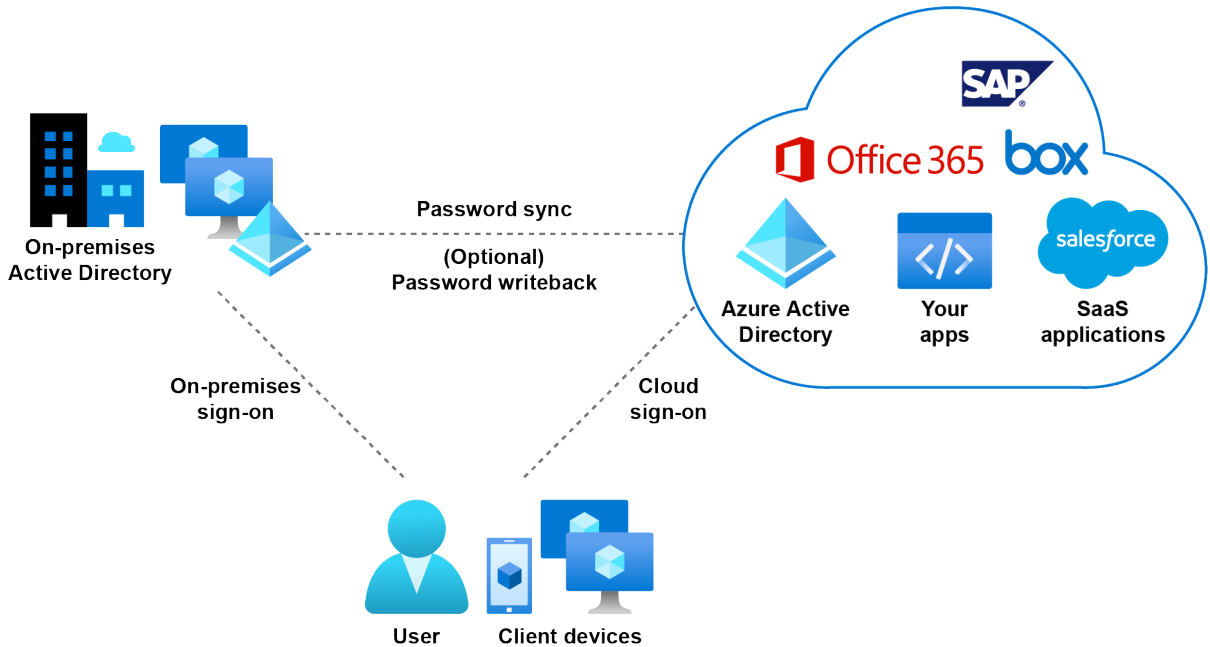 SAP
®
Office 365
box
salesforce
On-premises
Active Directory
Password sync
(Optional)
Password writeback
</>
Azure Active
Directory
Your
apps
SaaS
applications
On-premises
sign-on
Cloud
sign-on
User
Client devices